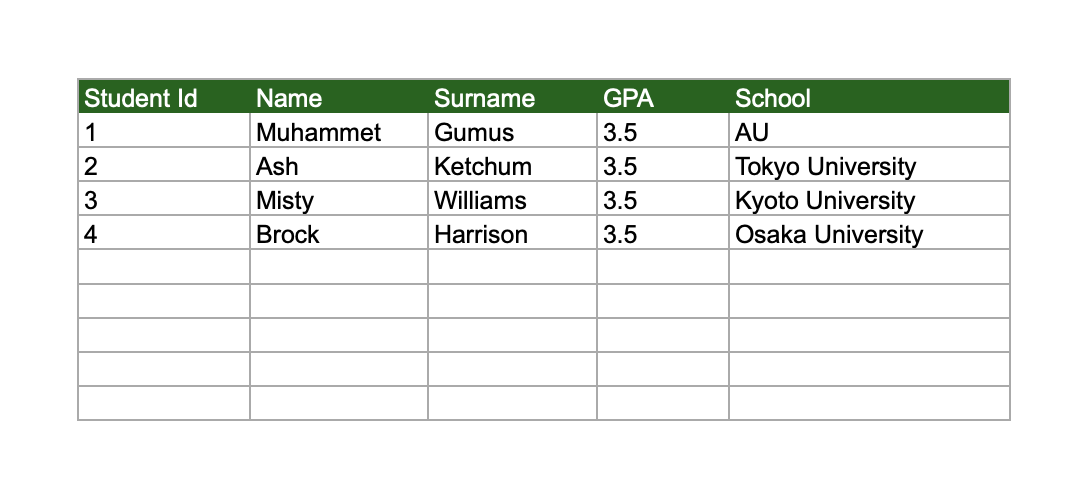 Student Id Name Surname GPA School
1 Muhammet Gumus 3.5 AU
2 Ash Ketchum 3.5 Tokyo University
3 Misty Williams 3.5 Kyoto University
4 Brock Harrison 3.5 Osaka University